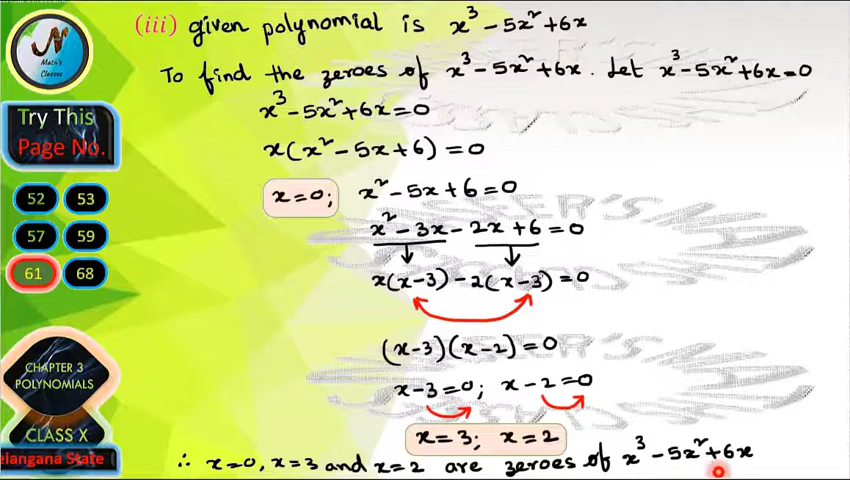 (iii) given polynomial is x³ - 5x² + 6x
To find the zeroes of x³ - 5x² + 6x. Let x³ - 5x² + 6x = 0
x³ - 5x² + 6x = 0
x(x² - 5x + 6) = 0
x = 0; x² - 5x + 6 = 0
x² - 3x - 2x + 6 = 0
x(x-3) - 2(x-3) = 0
(x-3)(x-2) = 0
x - 3 = 0; x - 2 = 0
x = 3; x = 2
∴ x=0, x=3 and x=2 are zeroes of x³ - 5x² + 6x
N
Math's
Classes
Try This
Page No.
52 53
57 59
61 68
CHAPTER 3
POLYNOMIALS
CLASS X
elangana State